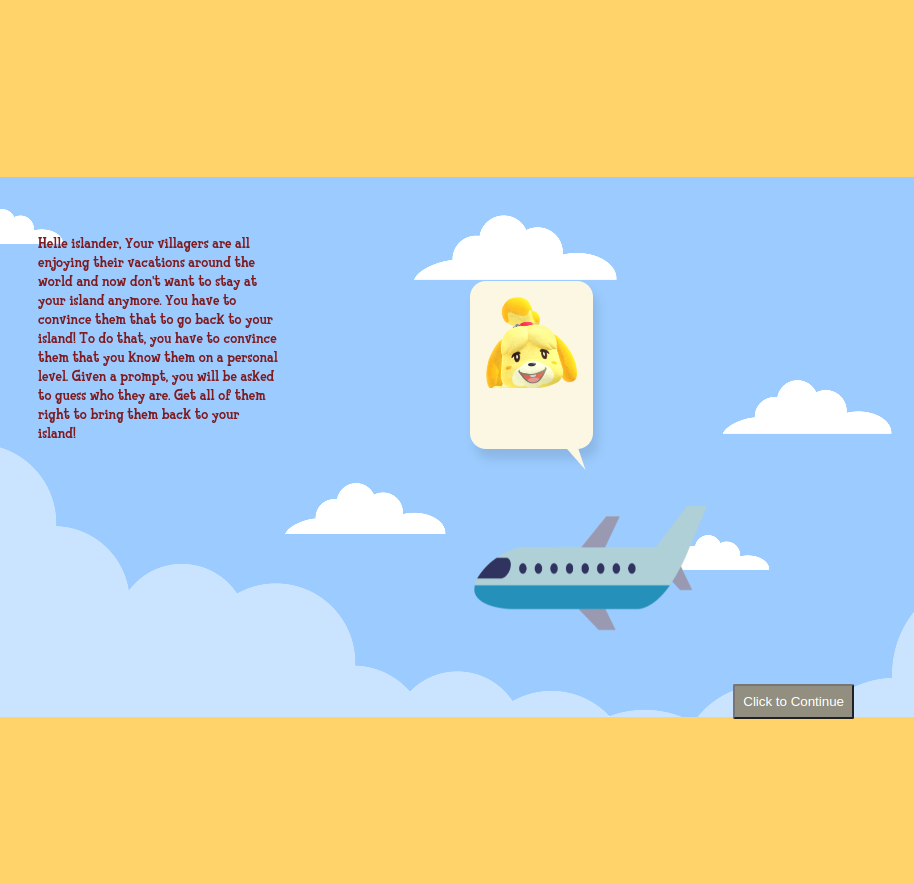 Hello islander, Your villagers are all
enjoying their vacations around the
world and now don't want to stay at
your island anymore. You have to
convince them that to go back to your
island! To do that, you have to convince
them that you know them on a personal
level. Given a prompt, you will be asked
to guess who they are. Get all of them
right to bring them back to your
island!
Click to Continue